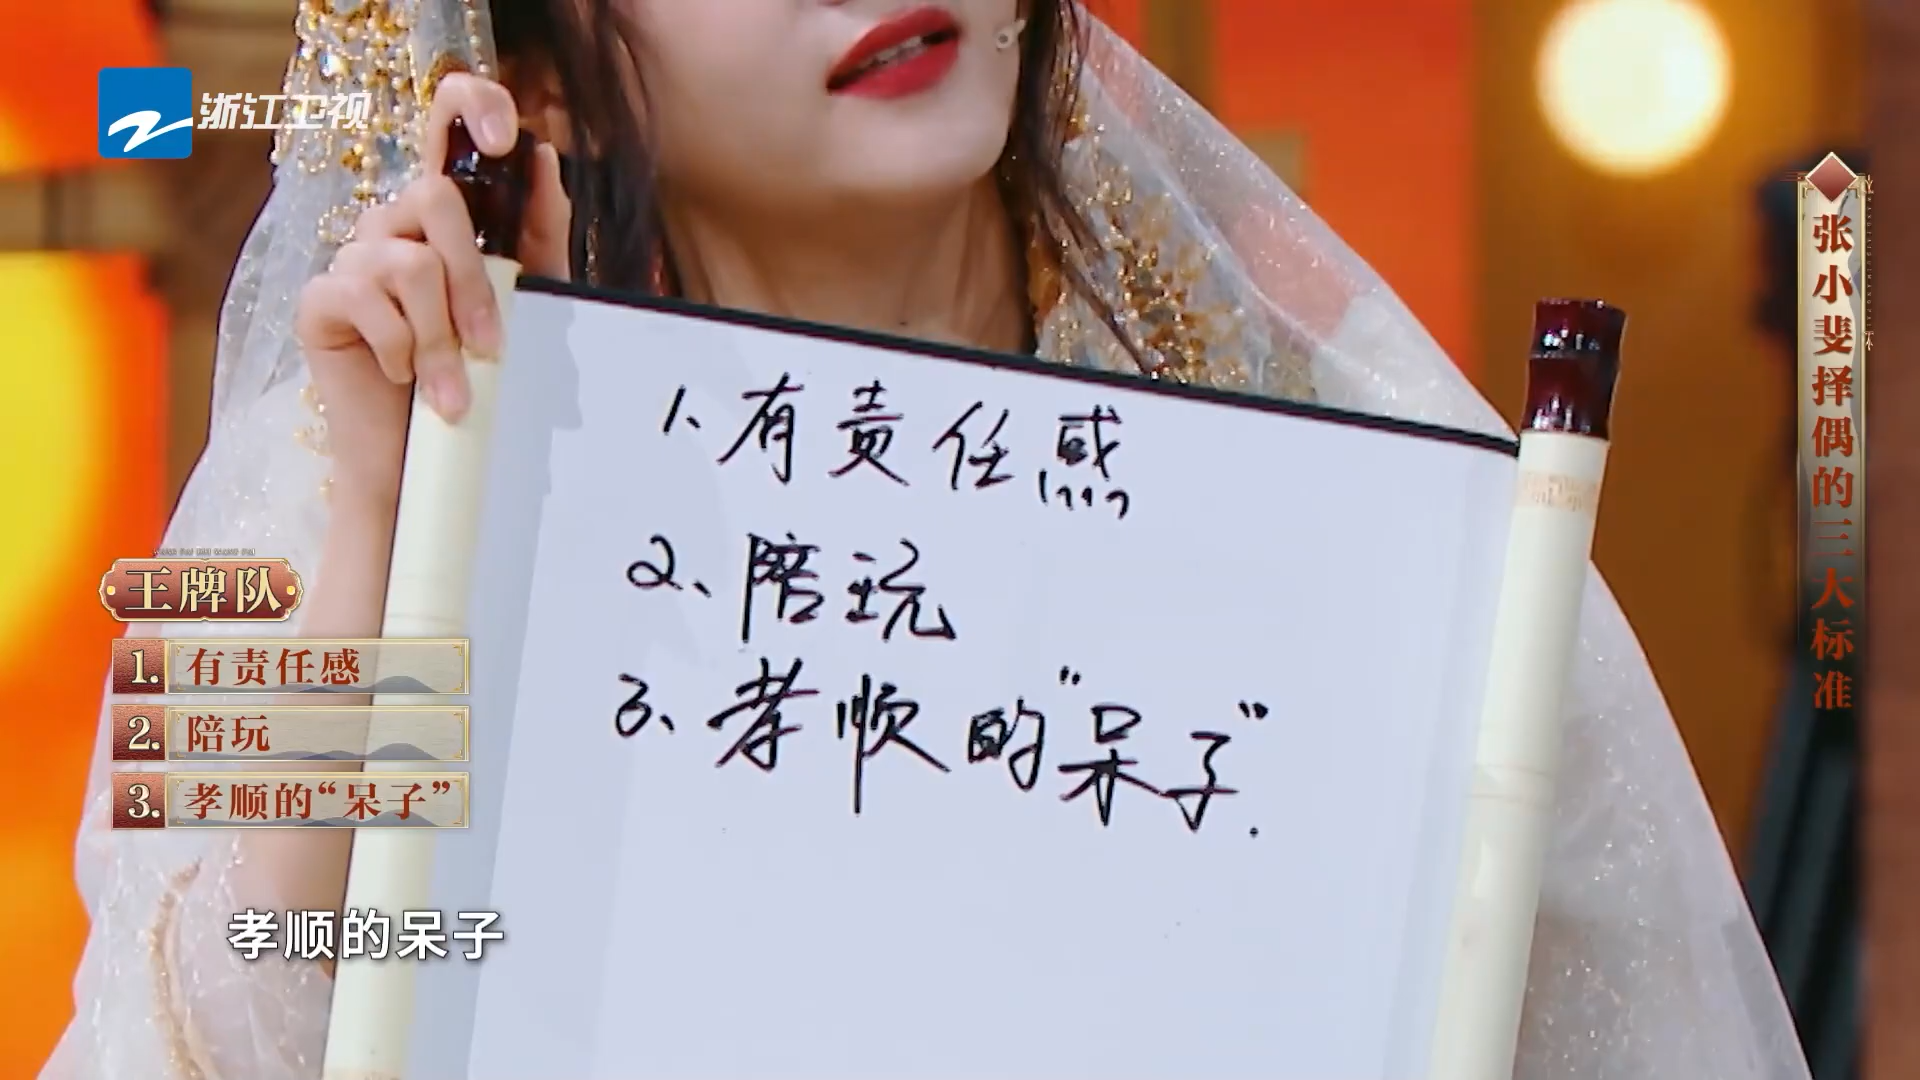 浙江卫视
张小斐择偶的三大标准
1、有责任感
2、陪玩
3、孝顺的“呆子”.
王牌队
1. 有责任感
2. 陪玩
3. 孝顺的“呆子”
孝顺的呆子